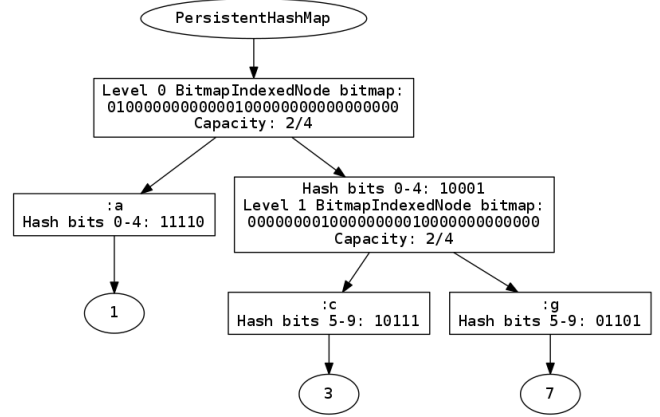 PersistentHashMap
Level 0 BitmapIndexedNode bitmap:
01000000000000100000000000000000
Capacity: 2/4
:a
Hash bits 0-4: 11110
Hash bits 0-4: 10001
Level 1 BitmapIndexedNode bitmap:
00000000100000000010000000000000
Capacity: 2/4
1
:c
Hash bits 5-9: 10111
:g
Hash bits 5-9: 01101
3
7